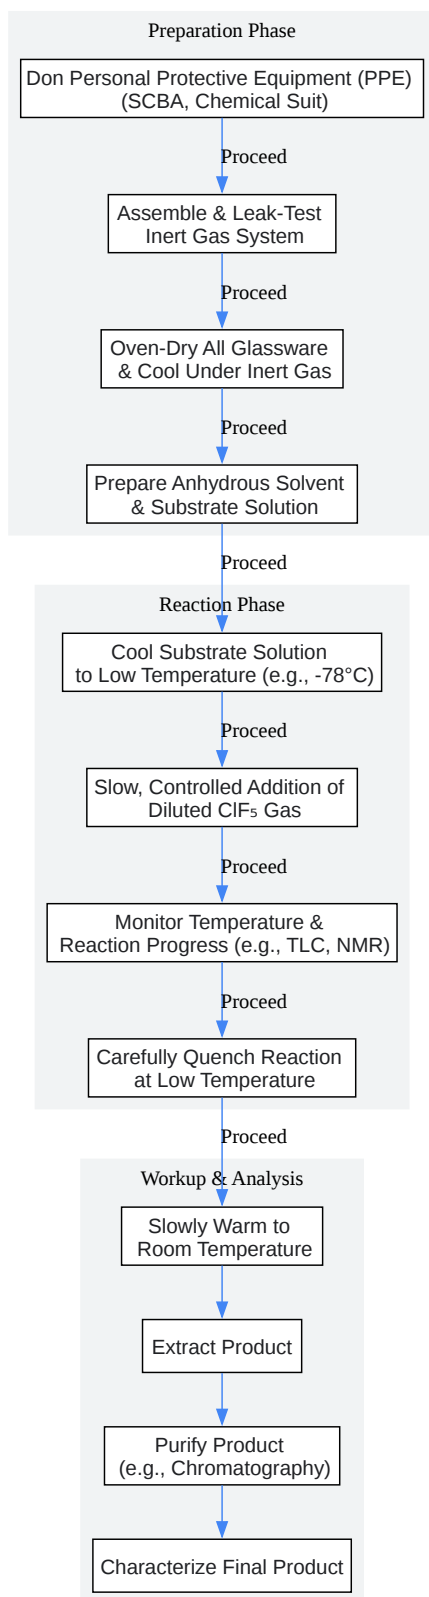 Preparation Phase
Don Personal Protective Equipment (PPE)
(SCBA, Chemical Suit)
Proceed
Assemble & Leak-Test
Inert Gas System
Proceed
Oven-Dry All Glassware
& Cool Under Inert Gas
Proceed
Prepare Anhydrous Solvent
& Substrate Solution
Proceed
Reaction Phase
Cool Substrate Solution
to Low Temperature (e.g., -78°C)
Proceed
Slow, Controlled Addition of
Diluted ClF₅ Gas
Proceed
Monitor Temperature &
Reaction Progress (e.g., TLC, NMR)
Proceed
Carefully Quench Reaction
at Low Temperature
Proceed
Workup & Analysis
Slowly Warm to
Room Temperature
Extract Product
Purify Product
(e.g., Chromatography)
Characterize Final Product